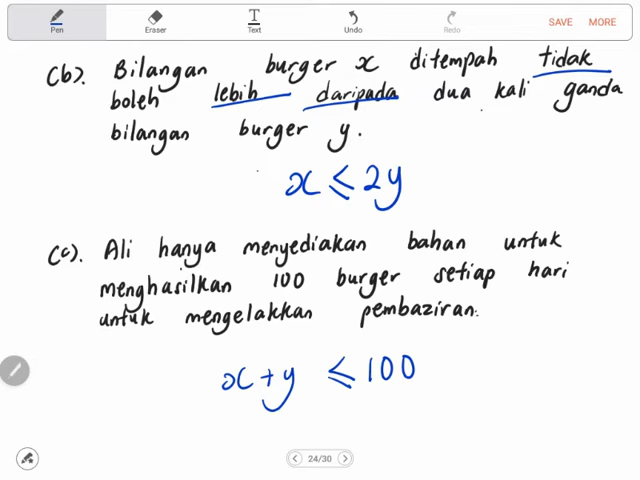 Pen
Eraser
Text
Undo
Redo
SAVE
MORE
(b). Bilangan burger x ditempah tidak
boleh lebih daripada dua kali ganda
bilangan burger y.
x ≤ 2y
(c). Ali hanya menyediakan bahan untuk
menghasilkan 100 burger setiap hari
untuk mengelakkan pembaziran.
x + y ≤ 100
24/30